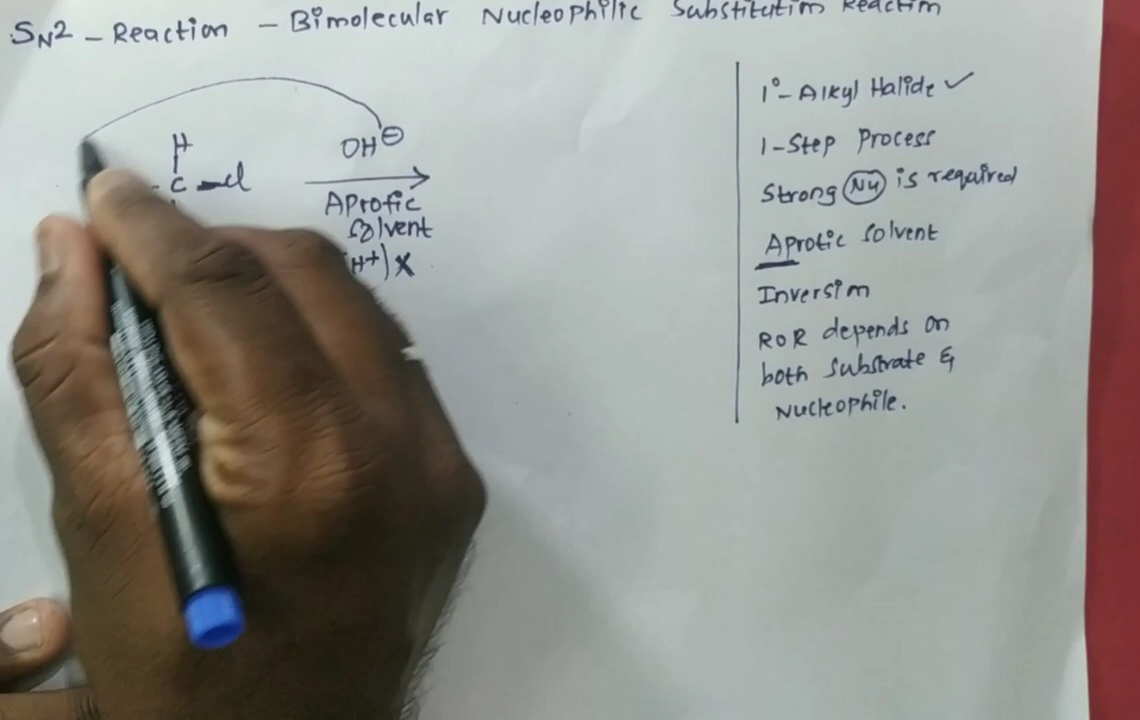 SN2 - Reaction - Bimolecular Nucleophilic Substitution Reaction
H
OH⊖
- C - Cl
Aprotic
Solvent
H+) X
1° - Alkyl Halide ✓
1 - Step Process
Strong Nu is required
Aprotic Solvent
Inversion
ROR depends on
both Substrate &
Nucleophile.